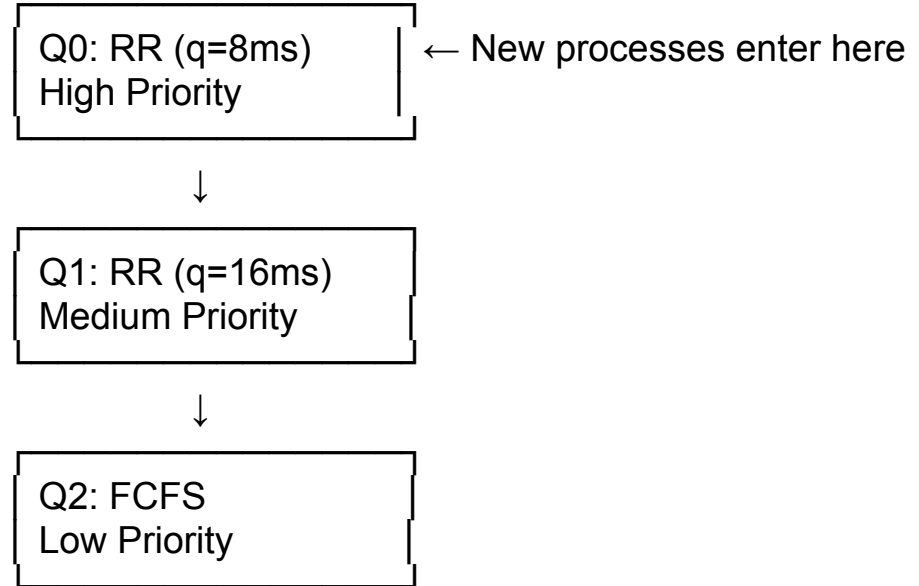 Q0: RR (q=8ms) ← New processes enter here
High Priority
↓
Q1: RR (q=16ms)
Medium Priority
↓
Q2: FCFS
Low Priority